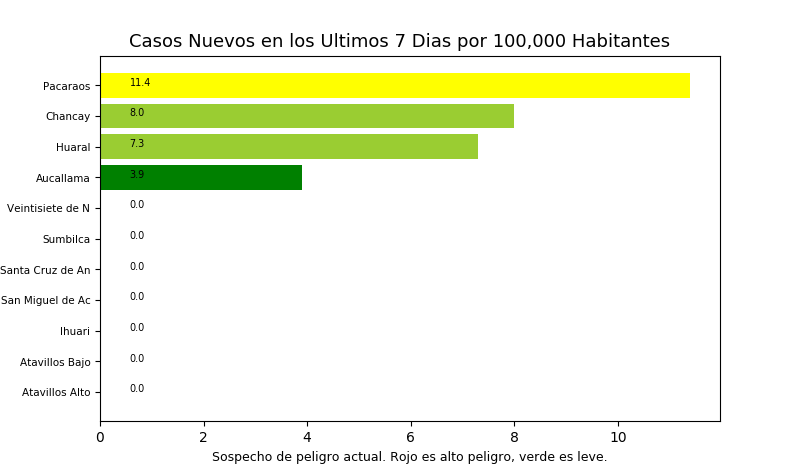 Casos Nuevos en los Ultimos 7 Dias por 100,000 Habitantes
Pacaraos 11.4
Chancay 8.0
Huaral 7.3
Aucallama 3.9
Veintisiete de N 0.0
Sumbilca 0.0
Santa Cruz de An 0.0
San Miguel de Ac 0.0
Ihuari 0.0
Atavillos Bajo 0.0
Atavillos Alto 0.0
0 2 4 6 8 10
Sospecho de peligro actual. Rojo es alto peligro, verde es leve.